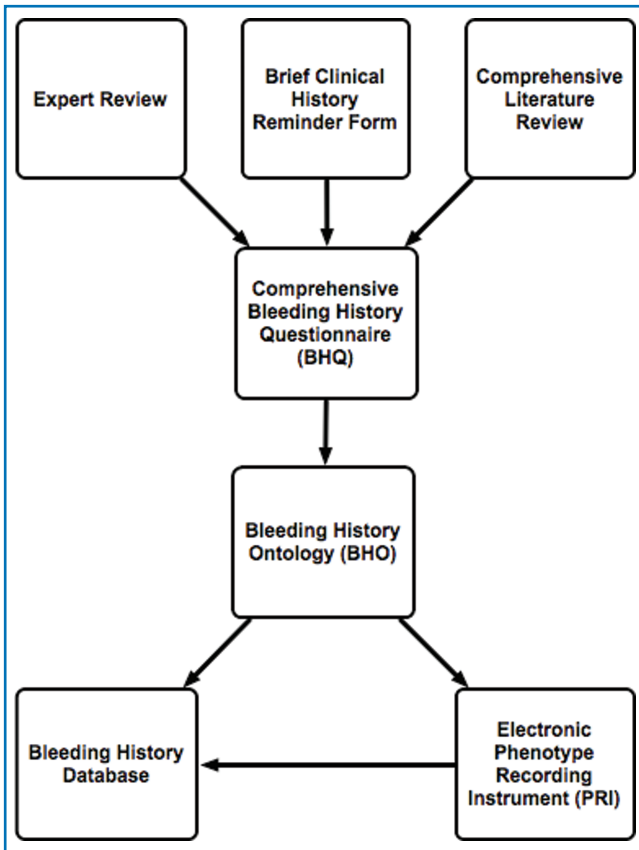 Expert Review
Brief Clinical
History
Reminder Form
Comprehensive
Literature
Review
Comprehensive
Bleeding History
Questionnaire
(BHQ)
Bleeding History
Ontology (BHO)
Bleeding History
Database
Electronic
Phenotype
Recording
Instrument (PRI)